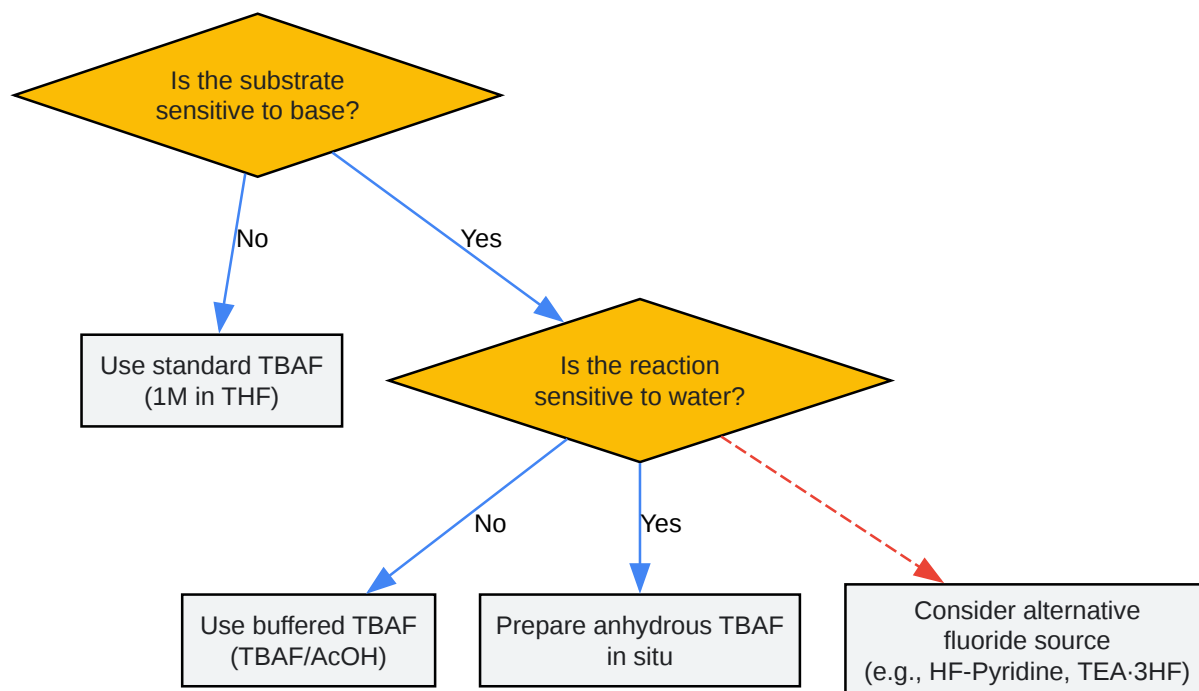 Is the substrate
sensitive to base?
No
Yes
Use standard TBAF
(1M in THF)
Is the reaction
sensitive to water?
No
Yes
Use buffered TBAF
(TBAF/AcOH)
Prepare anhydrous TBAF
in situ
Consider alternative
fluoride source
(e.g., HF-Pyridine, TEA·3HF)